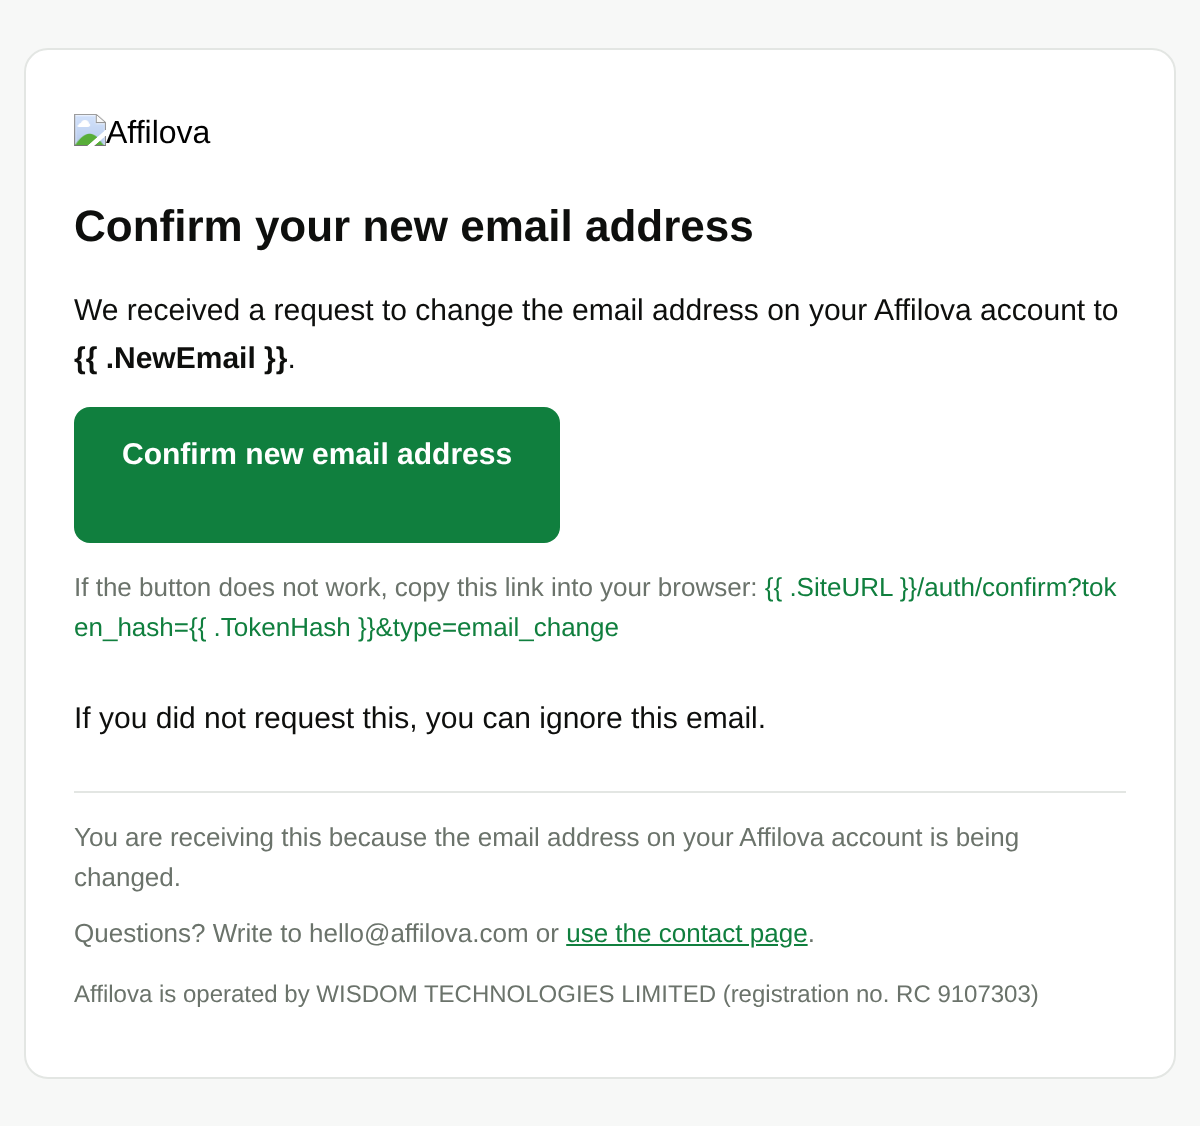 Affilova
Confirm your new email address
We received a request to change the email address on your Affilova account to
{{ .NewEmail }}.
Confirm new email address
If the button does not work, copy this link into your browser: {{ .SiteURL }}/auth/confirm?tok
en_hash={{ .TokenHash }}&type=email_change
If you did not request this, you can ignore this email.
You are receiving this because the email address on your Affilova account is being
changed.
Questions? Write to hello@affilova.com or use the contact page.
Affilova is operated by WISDOM TECHNOLOGIES LIMITED (registration no. RC 9107303)